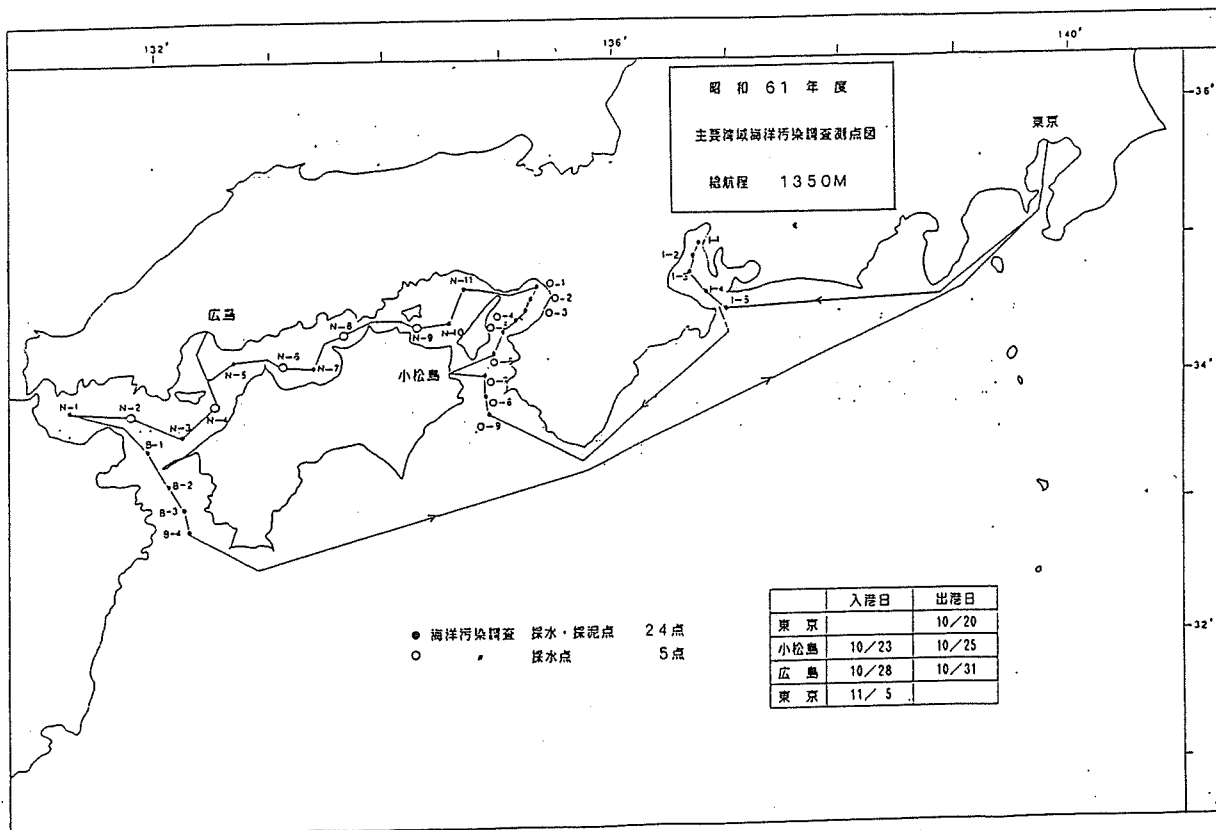 132°
136°
140°
36°
34°
32°
昭和 61 年度
主要湾域海洋汚染調査測点図
総航程 1350M
東京
広島
小松島
I-1
I-2
I-3
I-4
I-5
N-11
N-8
N-9
N-10
N-6
N-7
N-5
N-1
N-2
N-3
N-4
O-1
O-2
O-3
O-4
O-5
O-6
O-7
O-8
O-9
B-1
B-2
B-3
B-4
● 海洋汚染調査 採水・採泥点 24点
○ 〃 採水点 5点
入港日 出港日
東京 10/20
小松島 10/23 10/25
広島 10/28 10/31
東京 11/5